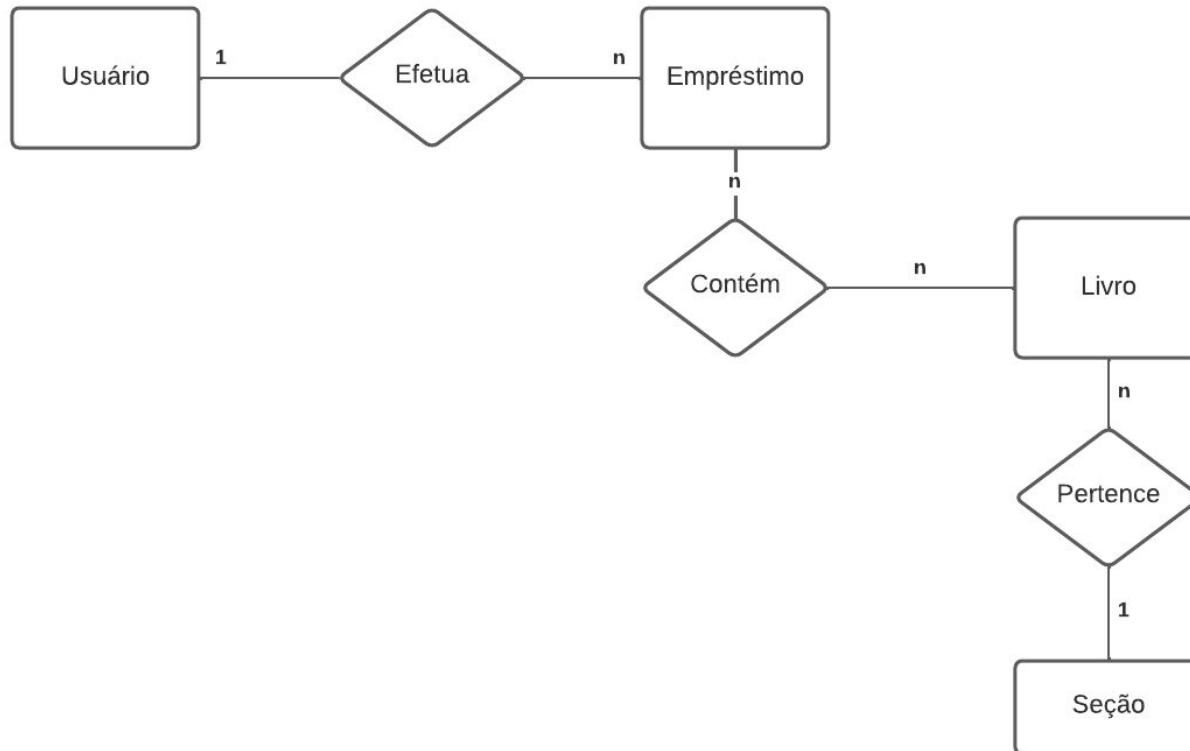 1
n
Usuário
Efetua
Empréstimo
n
n
Contém
Livro
n
Pertence
1
Seção